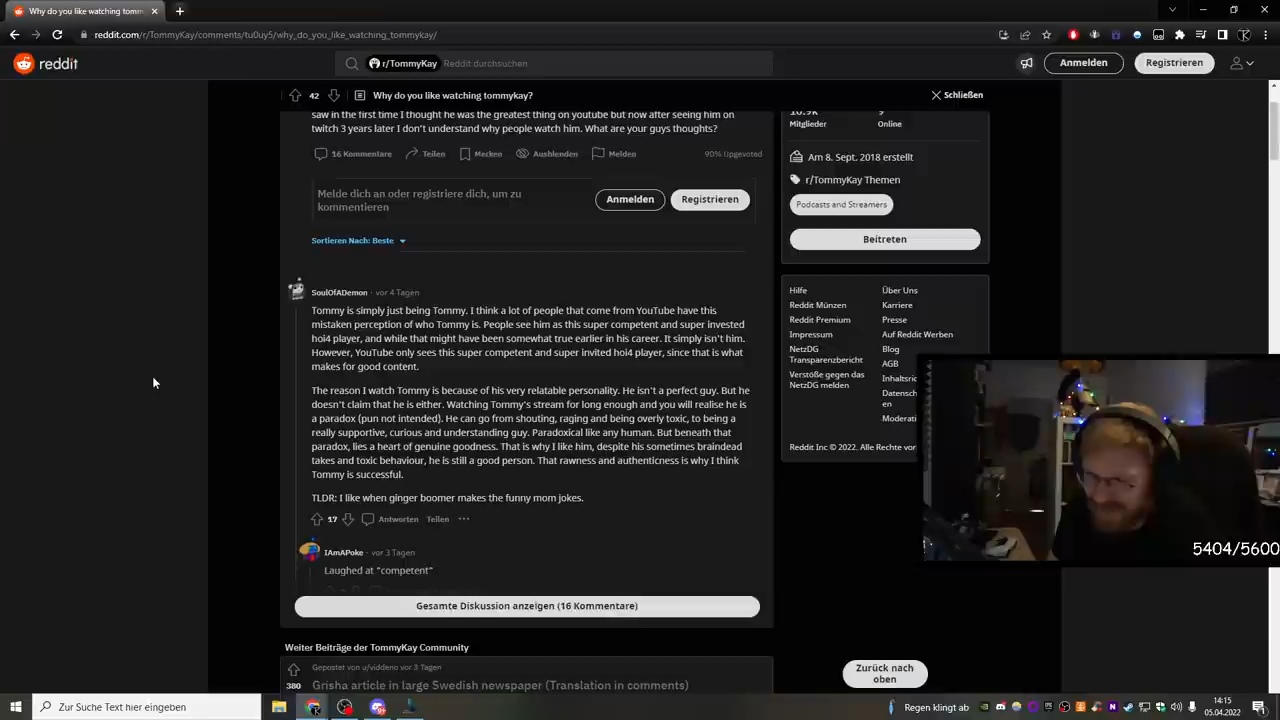 Why do you like watching tomm
reddit.com/r/TommyKay/comments/tu0uy5/why_do_you_like_watching_tommykay/
reddit
r/TommyKay
Reddit durchsuchen
Anmelden
Registrieren
42
Why do you like watching tommykay?
Schließen
saw in the first time I thought he was the greatest thing on youtube but now after seeing him on
twitch 3 years later I don't understand why people watch him. What are your guys thoughts?
16 Kommentare
Teilen
Merken
Ausblenden
Melden
90% Upgevoted
Melde dich an oder registriere dich, um zu
kommentieren
Anmelden
Registrieren
Sortieren Nach: Beste
SoulOfADemon · vor 4 Tagen
Tommy is simply just being Tommy. I think a lot of people that come from YouTube have this
mistaken perception of who Tommy is. People see him as this super competent and super invested
hoi4 player, and while that might have been somewhat true earlier in his career. It simply isn't him.
However, YouTube only sees this super competent and super invited hoi4 player, since that is what
makes for good content.
The reason I watch Tommy is because of his very relatable personality. He isn't a perfect guy. But he
doesn't claim that he is either. Watching Tommy's stream for long enough and you will realise he is
a paradox (pun not intended). He can go from shouting, raging and being overly toxic, to being a
really supportive, curious and understanding guy. Paradoxical like any human. But beneath that
paradox, lies a heart of genuine goodness. That is why I like him, despite his sometimes braindead
takes and toxic behaviour, he is still a good person. That rawness and authenticness is why I think
Tommy is successful.
TLDR: I like when ginger boomer makes the funny mom jokes.
17
Antworten
Teilen
IAmAPoke · vor 3 Tagen
Laughed at "competent"
Gesamte Diskussion anzeigen (16 Kommentare)
Weiter Beiträge der TommyKay Community
Gepostet von u/viddeno vor 3 Tagen
380
Grisha article in large Swedish newspaper (Translation in comments)
Mitglieder
Online
Am 8. Sept. 2018 erstellt
r/TommyKay Themen
Podcasts and Streamers
Beitreten
Hilfe
Reddit Münzen
Reddit Premium
Impressum
NetzDG
Transparenzbericht
Verstöße gegen das
NetzDG melden
Über Uns
Karriere
Presse
Auf Reddit Werben
Blog
AGB
Inhaltsric
Datensch
en
Moderati
Reddit Inc © 2022. Alle Rechte vor
5404/5600
Zurück nach
oben
Zur Suche Text hier eingeben
Regen klingt ab
14:15
05.04.2022